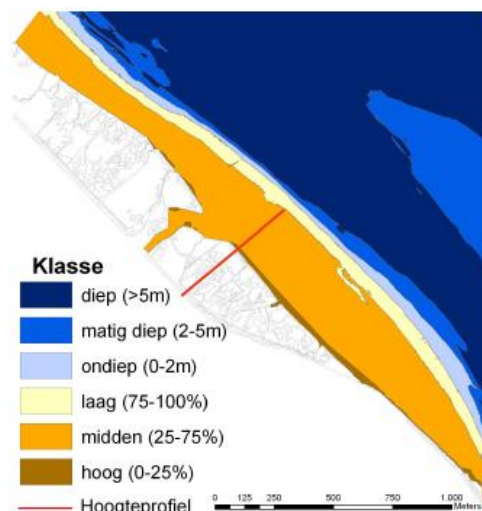 Klasse
diep (>5m)
matig diep (2-5m)
ondiep (0-2m)
laag (75-100%)
midden (25-75%)
hoog (0-25%)
Hoogteprofiel
0 125 250 500 750 1.000
Meters